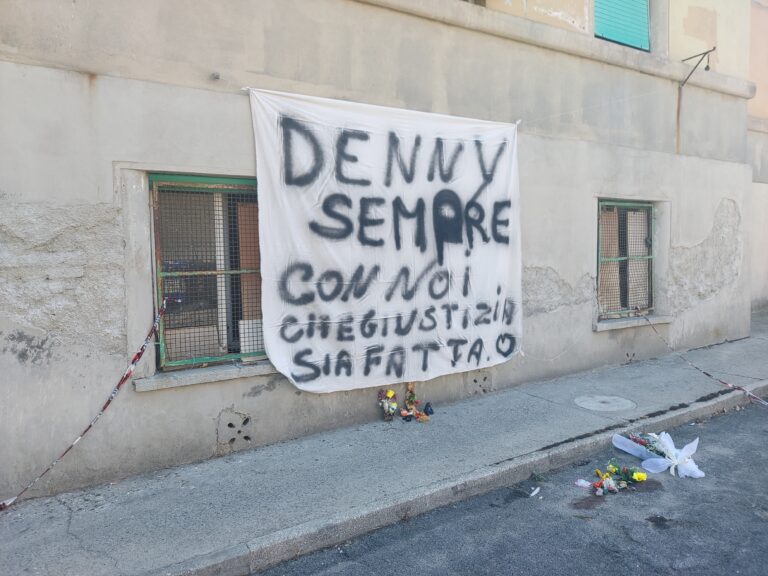 DENNY
SEMPRE
CON NOI.
CHE GIUSTIZIA
SIA FATTA.